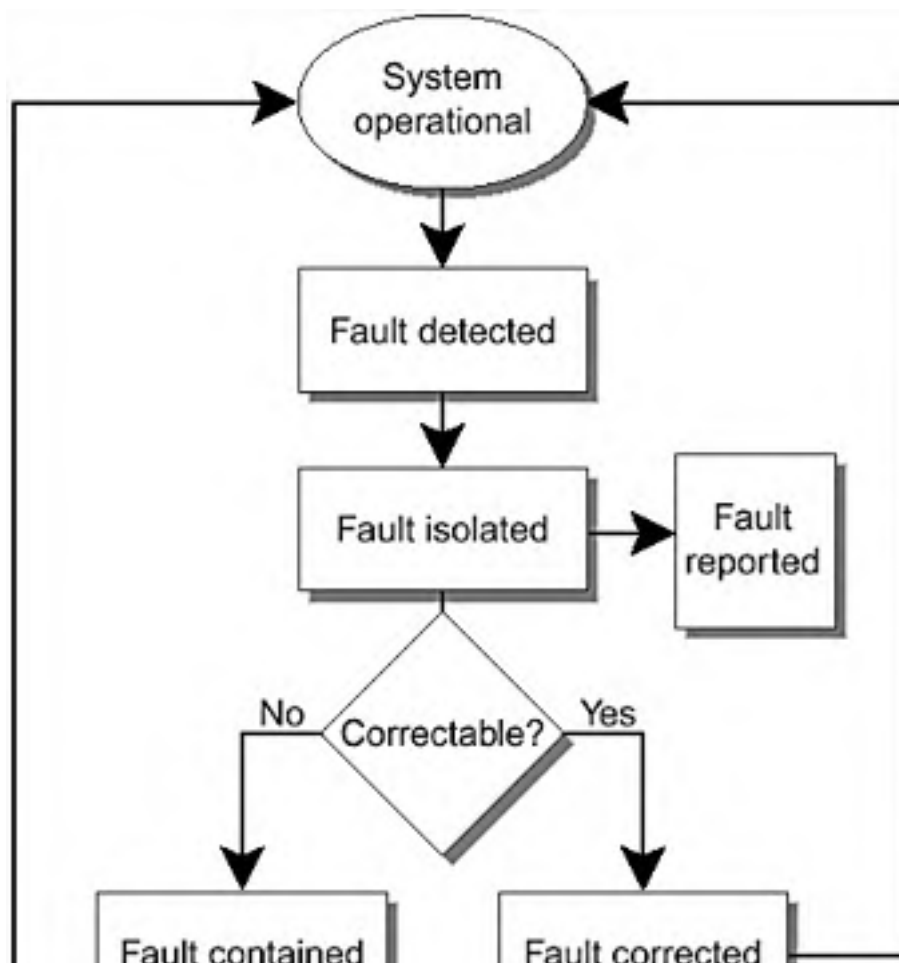 System
operational
Fault detected
Fault isolated
Fault
reported
No
Correctable?
Yes
Fault contained
Fault corrected